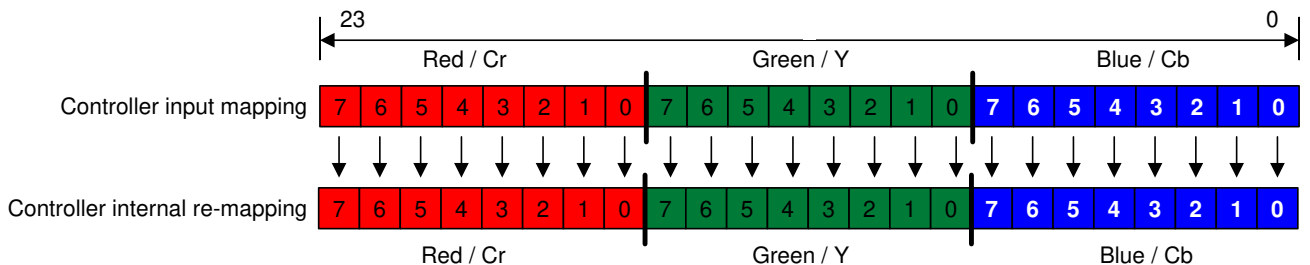 23 0
Red / Cr Green / Y Blue / Cb
Controller input mapping 7 6 5 4 3 2 1 0 7 6 5 4 3 2 1 0 7 6 5 4 3 2 1 0
Controller internal re-mapping 7 6 5 4 3 2 1 0 7 6 5 4 3 2 1 0 7 6 5 4 3 2 1 0
Red / Cr Green / Y Blue / Cb